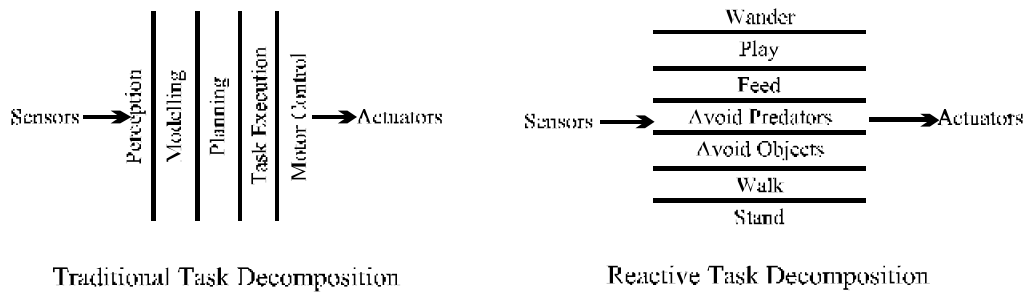 Sensors
Perception
Modelling
Planning
Task Execution
Motor Control
Actuators
Traditional Task Decomposition
Sensors
Wander
Play
Feed
Avoid Predators
Avoid Objects
Walk
Stand
Actuators
Reactive Task Decomposition